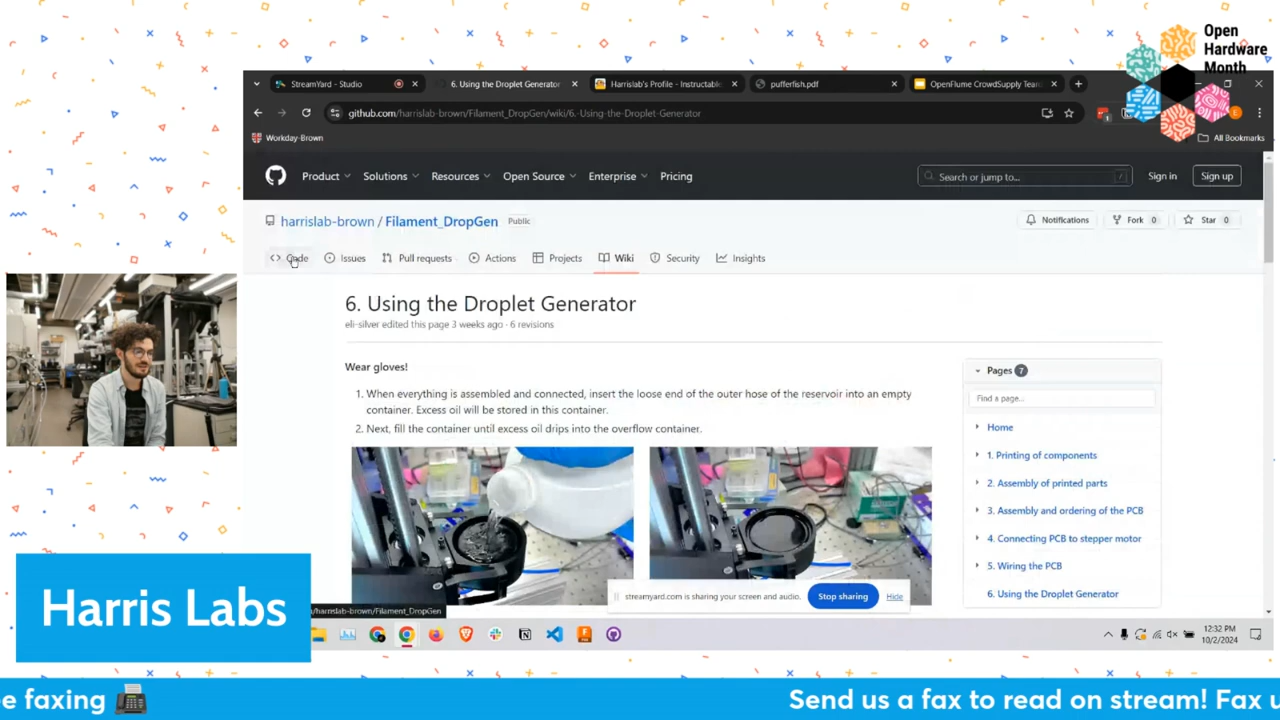 Open
Hardware
Month
StreamYard - Studio
6. Using the Droplet Generator
Harrislab's Profile - Instructable
pufferfish.pdf
OpenFlume CrowdSupply Team
github.com/harrislab-brown/Filament_DropGen/wiki/6.-Using-the-Droplet-Generator
Workday-Brown
All Bookmarks
Product
Solutions
Resources
Open Source
Enterprise
Pricing
Search or jump to...
/
Sign in
Sign up
harrislab-brown / Filament_DropGen
Public
Notifications
Fork 0
Star 0
Code
Issues
Pull requests
Actions
Projects
Wiki
Security
Insights
6. Using the Droplet Generator
eli-silver edited this page 3 weeks ago · 6 revisions
Wear gloves!
1. When everything is assembled and connected, insert the loose end of the outer hose of the reservoir into an empty
container. Excess oil will be stored in this container.
2. Next, fill the container until excess oil drips into the overflow container.
Pages 7
Find a page...
Home
1. Printing of components
2. Assembly of printed parts
3. Assembly and ordering of the PCB
4. Connecting PCB to stepper motor
5. Wiring the PCB
6. Using the Droplet Generator
streamyard.com is sharing your screen and audio.
Stop sharing
Hide
/harrislab-brown/Filament_DropGen
12:32 PM
10/2/2024
Harris Labs
e faxing
Send us a fax to read on stream! Fax u